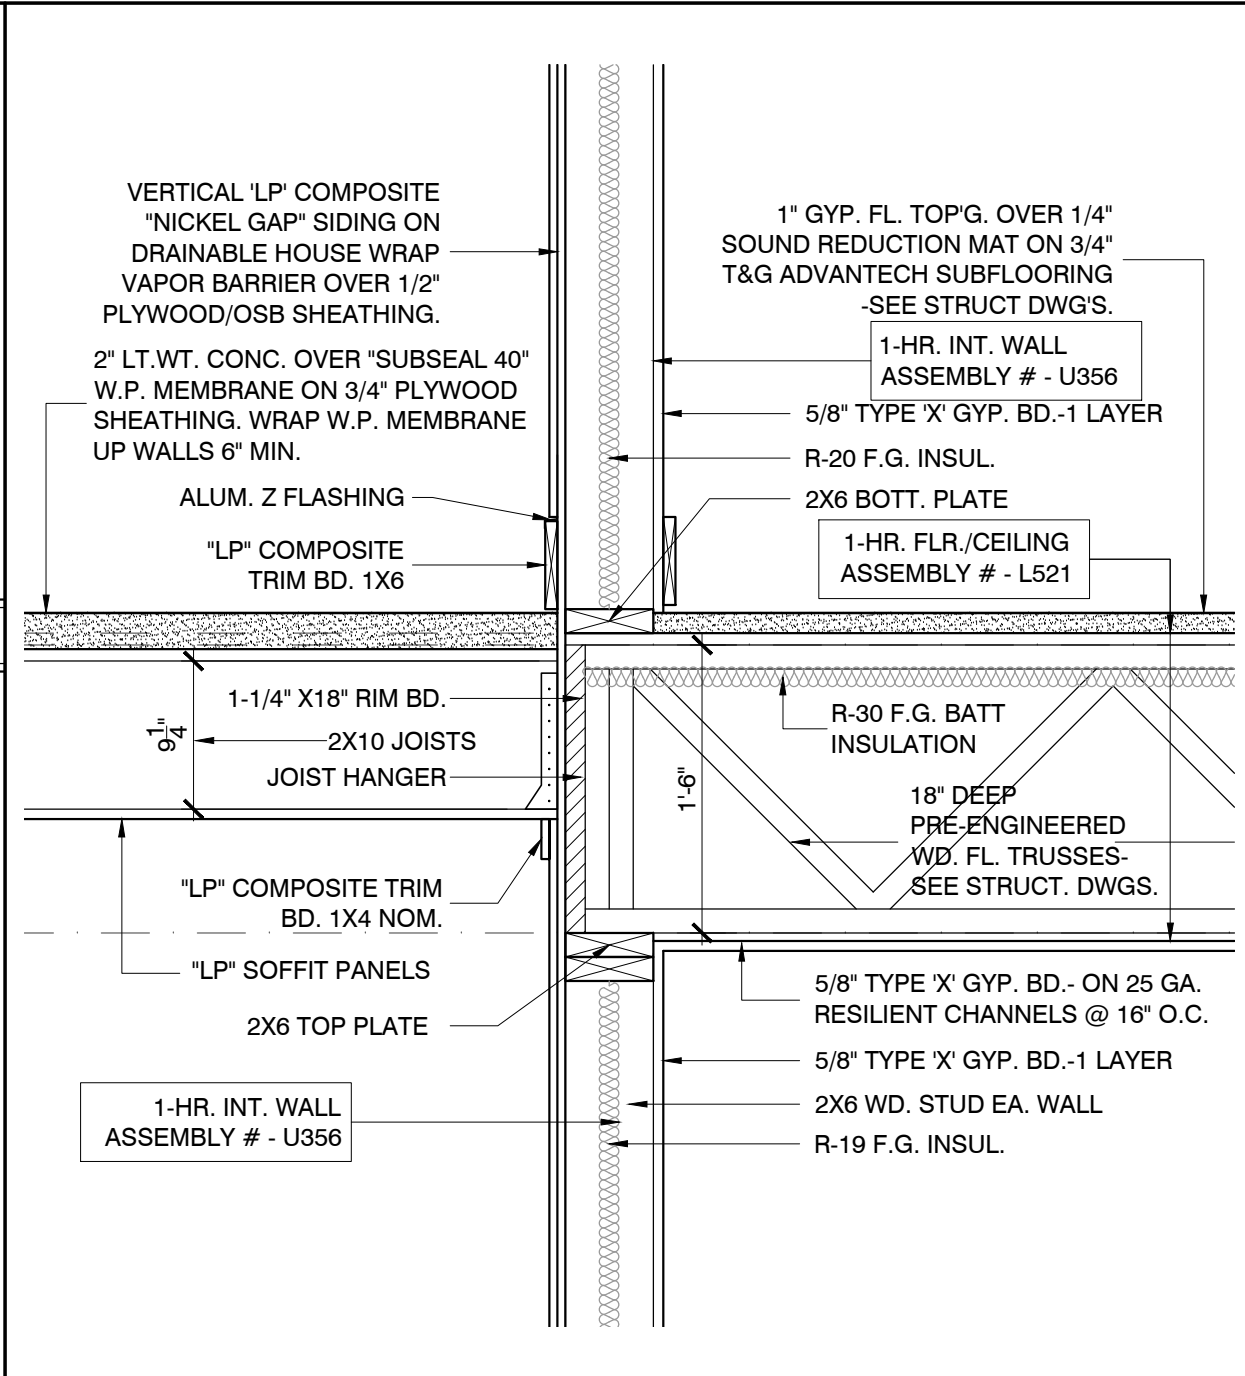 VERTICAL 'LP' COMPOSITE
"NICKEL GAP" SIDING ON
DRAINABLE HOUSE WRAP
VAPOR BARRIER OVER 1/2"
PLYWOOD/OSB SHEATHING.
2" LT.WT. CONC. OVER "SUBSEAL 40"
W.P. MEMBRANE ON 3/4" PLYWOOD
SHEATHING. WRAP W.P. MEMBRANE
UP WALLS 6" MIN.
ALUM. Z FLASHING
"LP" COMPOSITE
TRIM BD. 1X6
1" GYP. FL. TOP'G. OVER 1/4"
SOUND REDUCTION MAT ON 3/4"
T&G ADVANTECH SUBFLOORING
-SEE STRUCT DWG'S.
1-HR. INT. WALL
ASSEMBLY # - U356
5/8" TYPE 'X' GYP. BD.-1 LAYER
R-20 F.G. INSUL.
2X6 BOTT. PLATE
1-HR. FLR./CEILING
ASSEMBLY # - L521
1-1/4" X18" RIM BD.
9 1/4"
2X10 JOISTS
JOIST HANGER
"LP" COMPOSITE TRIM
BD. 1X4 NOM.
"LP" SOFFIT PANELS
2X6 TOP PLATE
1-HR. INT. WALL
ASSEMBLY # - U356
R-30 F.G. BATT
INSULATION
1'-6"
18" DEEP
PRE-ENGINEERED
WD. FL. TRUSSES-
SEE STRUCT. DWGS.
5/8" TYPE 'X' GYP. BD.- ON 25 GA.
RESILIENT CHANNELS @ 16" O.C.
5/8" TYPE 'X' GYP. BD.-1 LAYER
2X6 WD. STUD EA. WALL
R-19 F.G. INSUL.